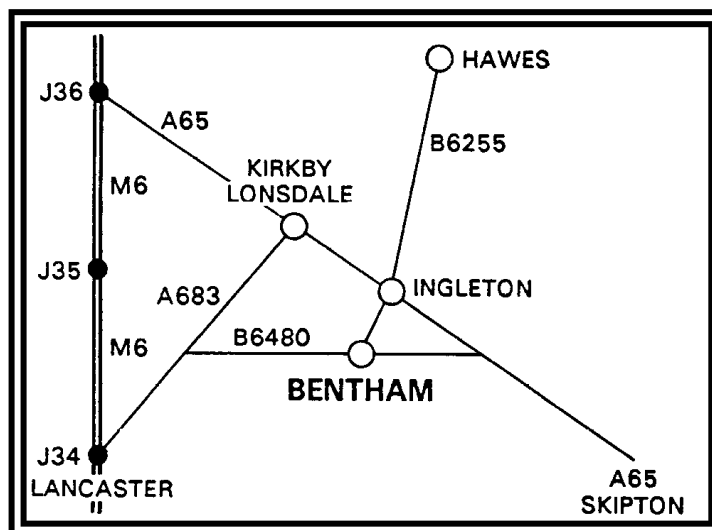 HAWES
J36
A65
B6255
KIRKBY
LONSDALE
M6
J35
INGLETON
A683
B6480
M6
BENTHAM
J34
LANCASTER
A65
SKIPTON